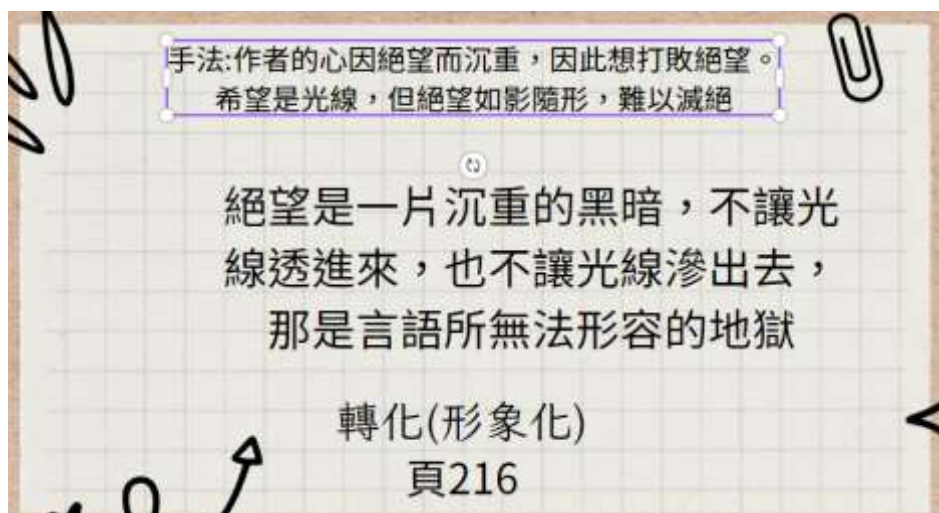 手法:作者的心因絕望而沉重，因此想打敗絕望。
希望是光線，但絕望如影隨形，難以滅絕
絕望是一片沉重的黑暗，不讓光
線透進來，也不讓光線滲出去，
那是言語所無法形容的地獄
轉化(形象化)
頁216